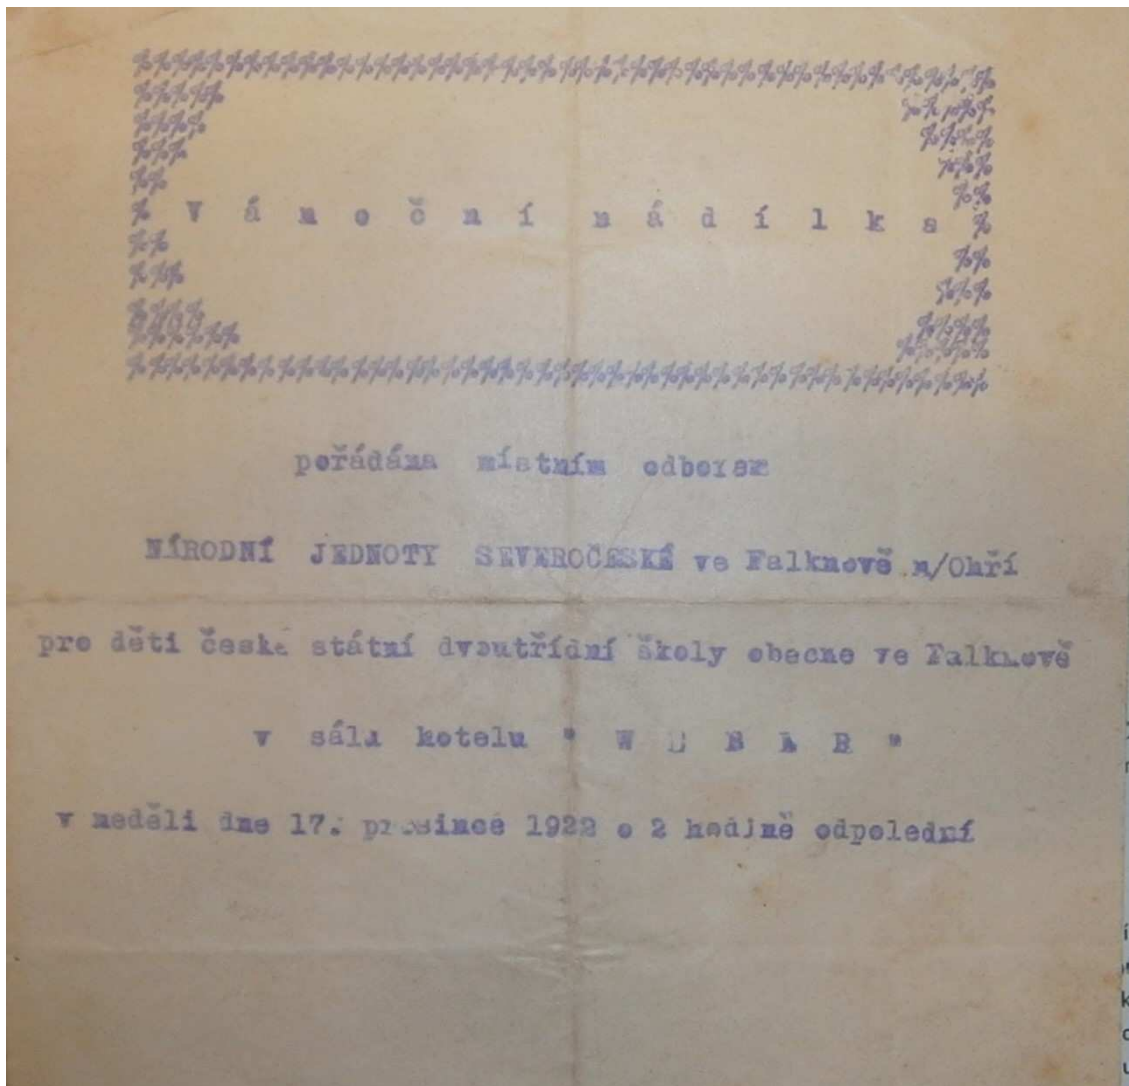 V á n o č n í n á d í l k a
pořádána místním odborem
NÁRODNÍ JEDNOTY SEVEROČESKÉ ve Falknově n/Ohří
pro děti české státní dvoutřídní školy obecne ve Falknově
v sálu hotelu " W E B E R "
v neděli dne 17. prosince 1922 o 2 hodině odpolední